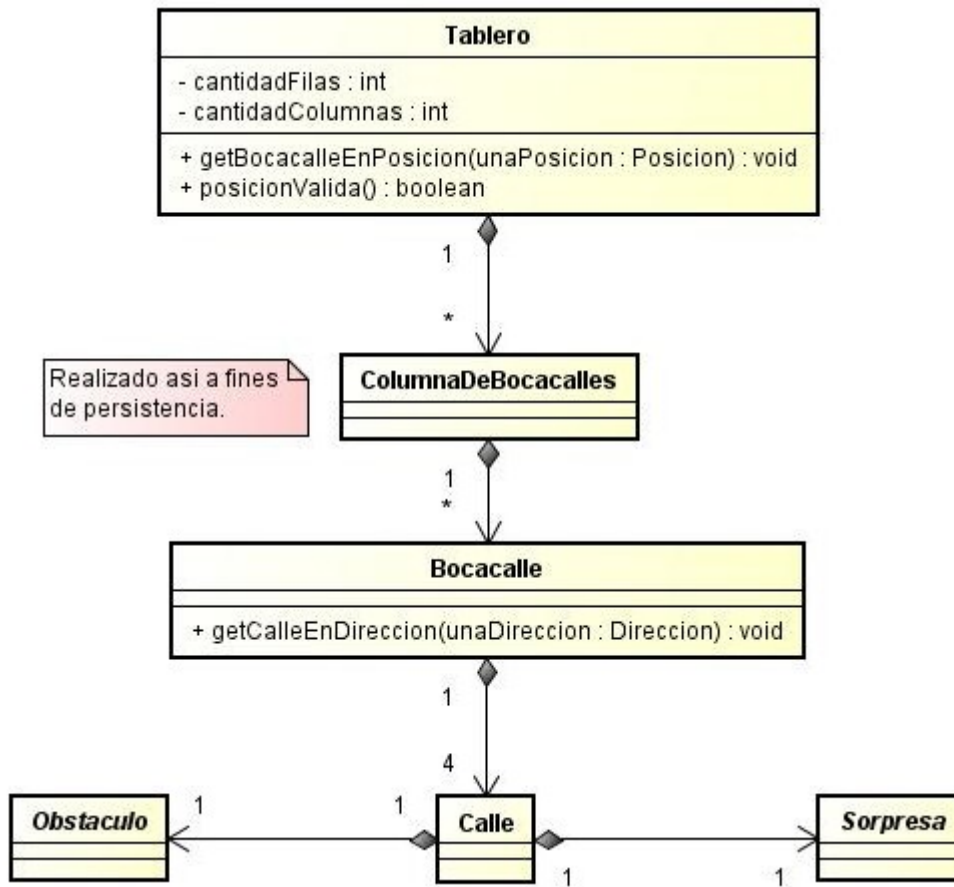 Tablero
- cantidadFilas : int
- cantidadColumnas : int
+ getBocacalleEnPosicion(unaPosicion : Posicion) : void
+ posicionValida() : boolean
1
*
Realizado asi a fines
de persistencia.
ColumnaDeBocacalles
1
*
Bocacalle
+ getCalleEnDireccion(unaDireccion : Direccion) : void
1
4
Obstaculo
1
1
Calle
1
1
Sorpresa